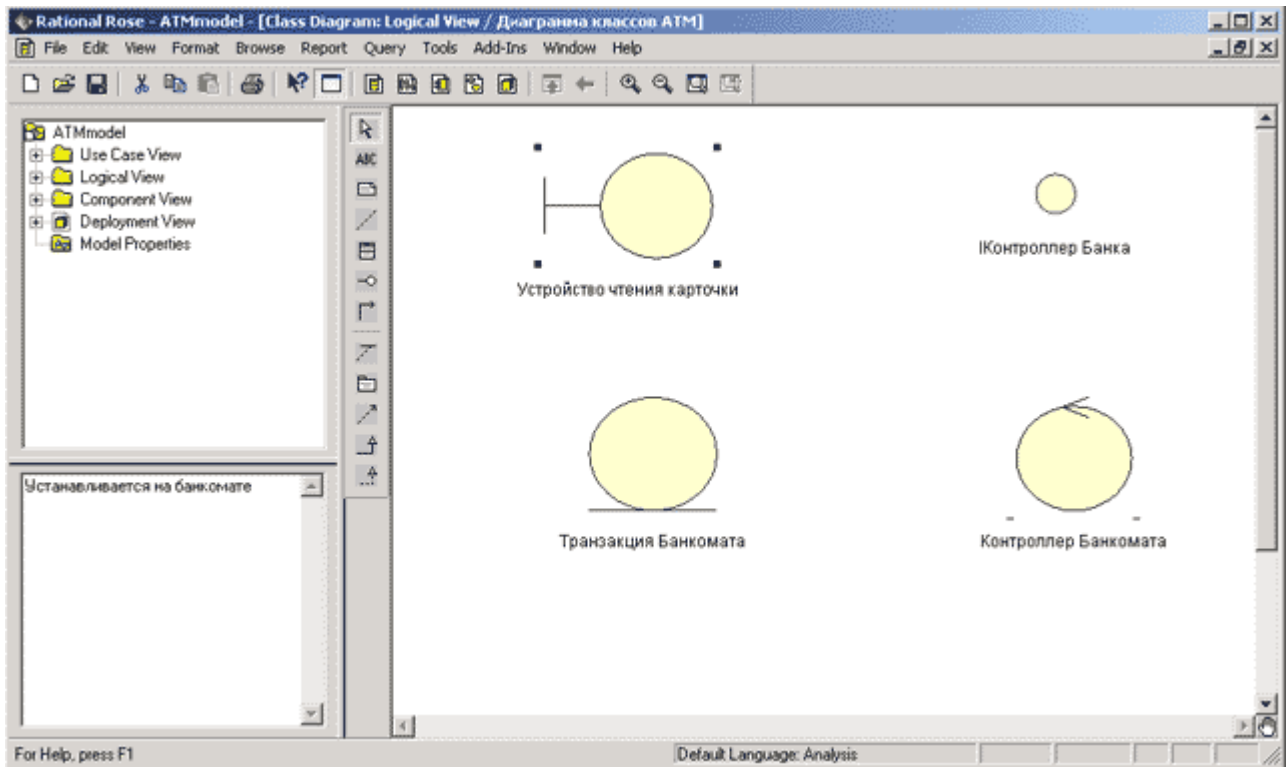 Rational Rose - ATMmodel - [Class Diagram: Logical View / Диаграмма классов ATM]
File Edit View Format Browse Report Query Tools Add-Ins Window Help
ATMmodel
Use Case View
Logical View
Component View
Deployment View
Model Properties
ABC
Устройство чтения карточки
IКонтроллер Банка
Транзакция Банкомата
Контроллер Банкомата
Устанавливается на банкомате
For Help, press F1
Default Language: Analysis